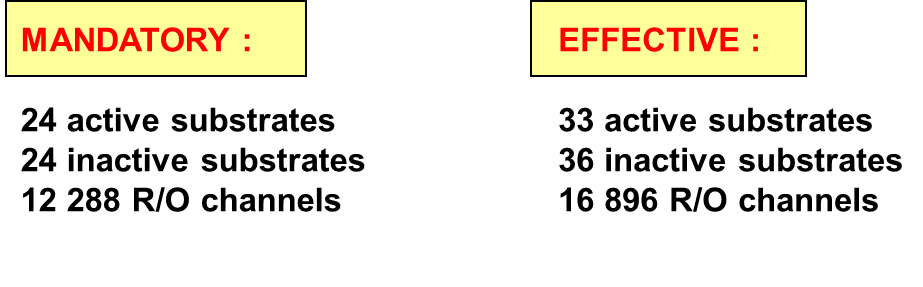 MANDATORY :
24 active substrates
24 inactive substrates
12 288 R/O channels
EFFECTIVE :
33 active substrates
36 inactive substrates
16 896 R/O channels